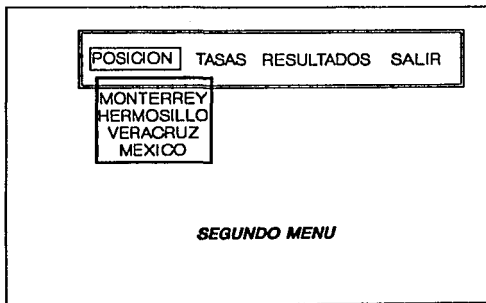 POSICION TASAS RESULTADOS SALIR
MONTERREY
HERMOSILLO
VERACRUZ
MEXICO
SEGUNDO MENU